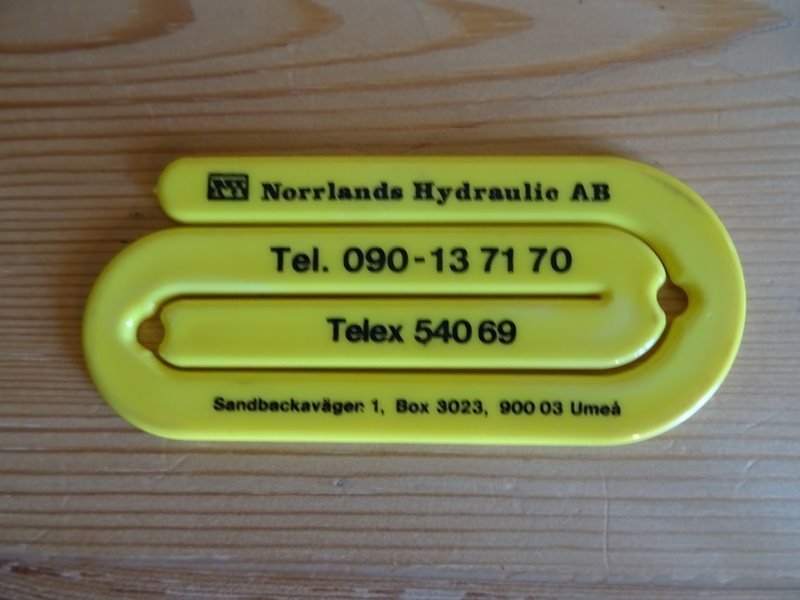 Norrlands Hydraulic AB
Tel. 090-13 71 70
Telex 540 69
Sandbackavägen 1, Box 3023, 900 03 Umeå